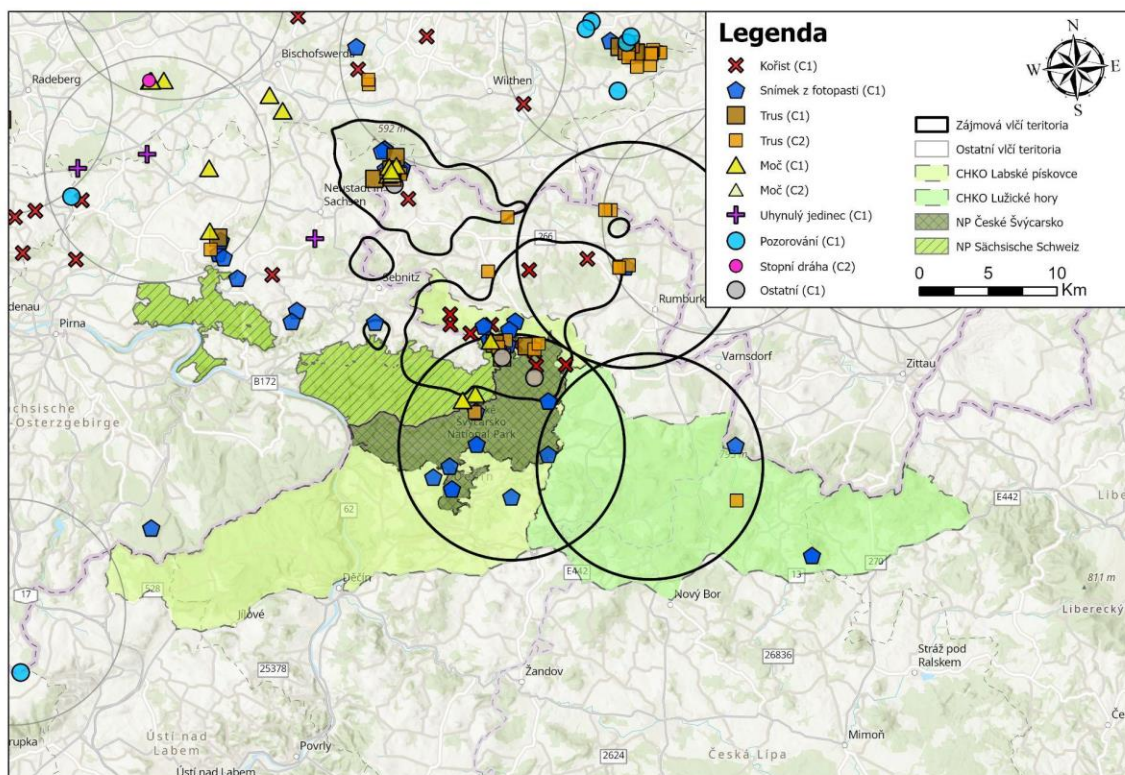 Legenda
Kořist (C1)
Snímek z fotopasti (C1)
Trus (C1)
Trus (C2)
Moč (C1)
Moč (C2)
Uhynulý jedinec (C1)
Pozorování (C1)
Stopní dráha (C2)
Ostatní (C1)
N
W E
S
Zájmová vlčí teritoria
Ostatní vlčí teritoria
CHKO Labské pískovce
CHKO Lužické hory
NP České Švýcarsko
NP Sächsische Schweiz
0 5 10
Km
Bischofswerda
Radeberg
Wilthen
592 m
Neustadt in
Sachsen
266
Sebnitz
Rumburk
Pirna
B172
Varnsdorf
Zittau
Švýcarsko
National Park
E442
62
Děčín
E442
13
270
528
17
Jílové
Nový Bor
811 m
Liberecký
25378
26836
Stráž pod
Ralskem
Žandov
Ústí nad
Labem
Povrly
Mimoň
2624
Česká Lípa
Ústí nad Labem